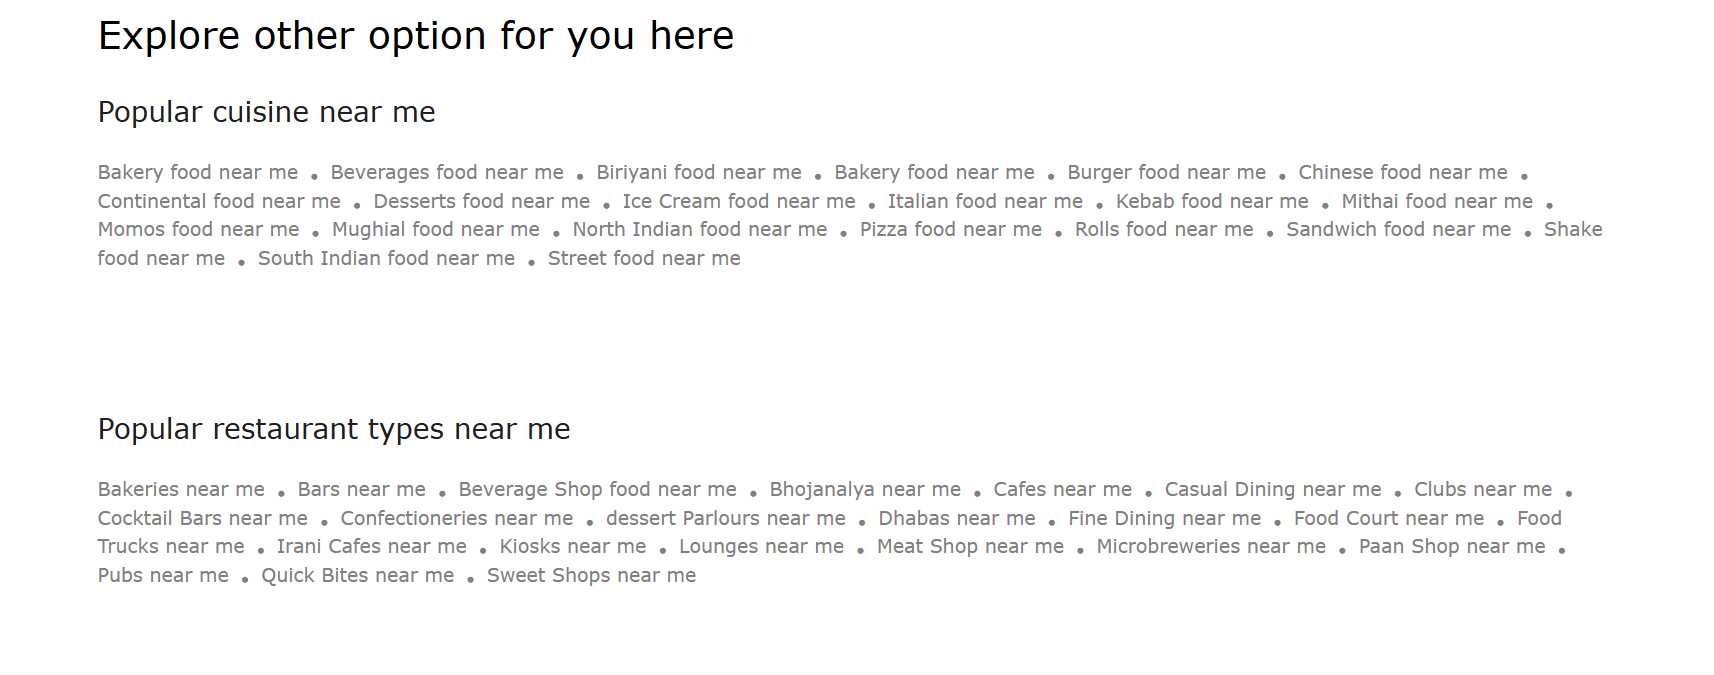 Explore other option for you here
Popular cuisine near me
Bakery food near me • Beverages food near me • Biriyani food near me • Bakery food near me • Burger food near me • Chinese food near me •
Continental food near me • Desserts food near me • Ice Cream food near me • Italian food near me • Kebab food near me • Mithai food near me •
Momos food near me • Mughial food near me • North Indian food near me • Pizza food near me • Rolls food near me • Sandwich food near me • Shake
food near me • South Indian food near me • Street food near me
Popular restaurant types near me
Bakeries near me • Bars near me • Beverage Shop food near me • Bhojanalya near me • Cafes near me • Casual Dining near me • Clubs near me •
Cocktail Bars near me • Confectioneries near me • dessert Parlours near me • Dhabas near me • Fine Dining near me • Food Court near me • Food
Trucks near me • Irani Cafes near me • Kiosks near me • Lounges near me • Meat Shop near me • Microbreweries near me • Paan Shop near me •
Pubs near me • Quick Bites near me • Sweet Shops near me